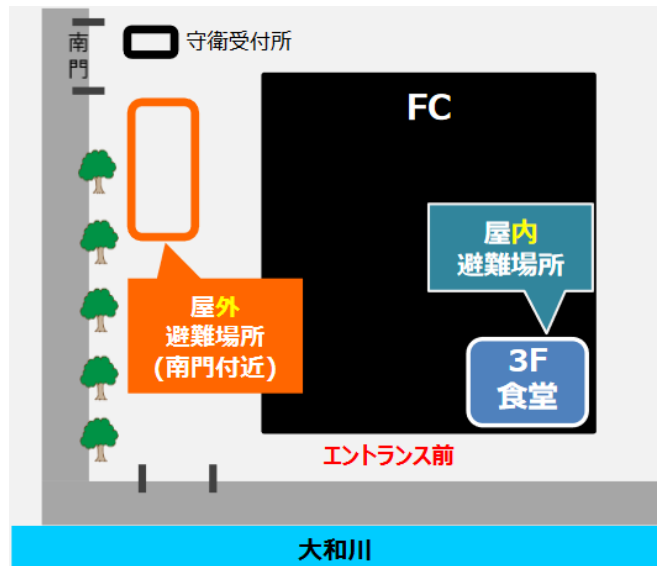 南門
守衛受付所
FC
屋内
避難場所
屋外
避難場所
(南門付近)
3F
食堂
エントランス前
大和川